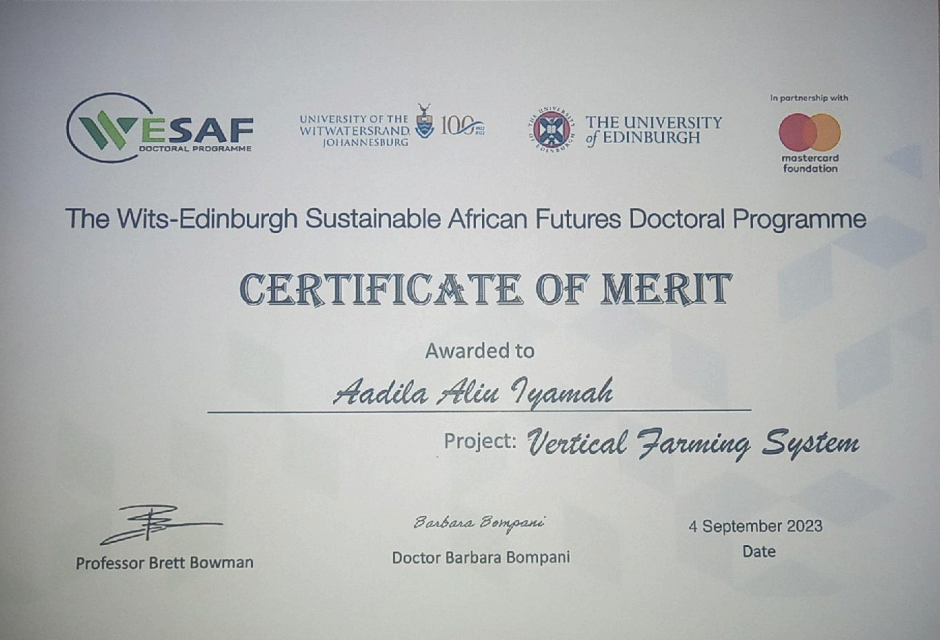 WESAF
DOCTORAL PROGRAMME
UNIVERSITY OF THE
WITWATERSRAND
JOHANNESBURG
100
THE UNIVERSITY
of EDINBURGH
In partnership with
mastercard
foundation
The Wits-Edinburgh Sustainable African Futures Doctoral Programme
CERTIFICATE OF MERIT
Awarded to
Aadila Aliu Iyamah
Project: Vertical Farming System
Barbara Bompani
4 September 2023
Professor Brett Bowman
Doctor Barbara Bompani
Date